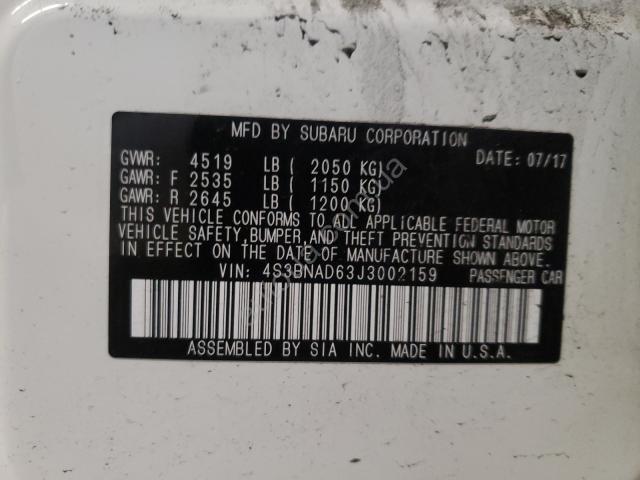 MFD BY SUBARU CORPORATION
GVWR: 4519 LB ( 2050 KG) DATE: 07/17
GAWR: F 2535 LB ( 1150 KG)
GAWR: R 2645 LB ( 1200 KG)
THIS VEHICLE CONFORMS TO ALL APPLICABLE FEDERAL MOTOR
VEHICLE SAFETY, BUMPER, AND THEFT PREVENTION STANDARDS
IN EFFECT ON THE DATE OF MANUFACTURE SHOWN ABOVE.
VIN: 4S3BNAD63J3002159 PASSENGER CAR
ASSEMBLED BY SIA INC. MADE IN U.S.A.